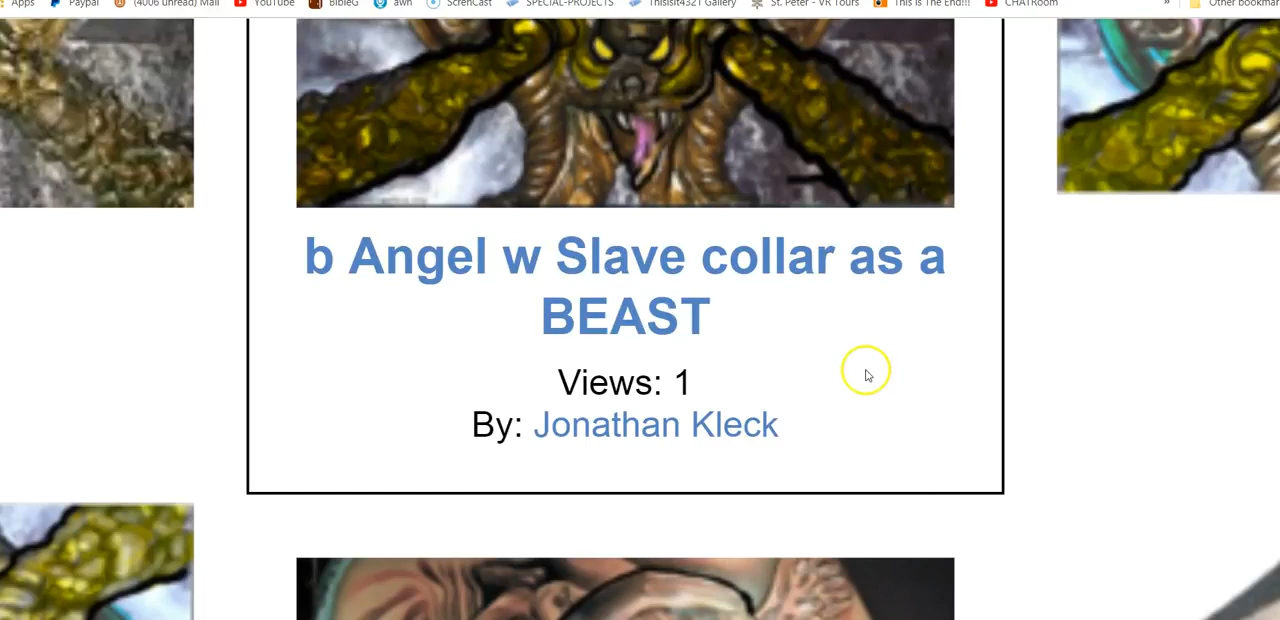 Apps Paypal (4006 unread) Mail YouTube BibleG awn ScrenCast SPECIAL-PROJECTS Thisisit4321 Gallery St. Peter - VR Tours This Is The End!!! CHATRoom » Other bookmar
b Angel w Slave collar as a
BEAST
Views: 1
By: Jonathan Kleck